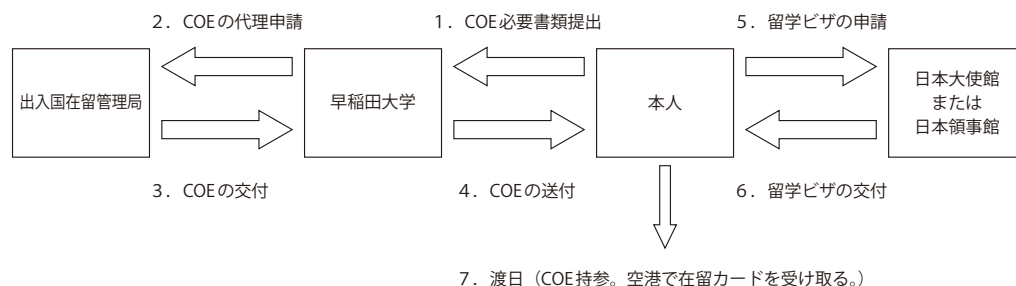 2．COEの代理申請
1．COE必要書類提出
5．留学ビザの申請
出入国在留管理局
早稲田大学
本人
日本大使館
または
日本領事館
3．COEの交付
4．COEの送付
6．留学ビザの交付
7．渡日（COE持参。空港で在留カードを受け取る。）